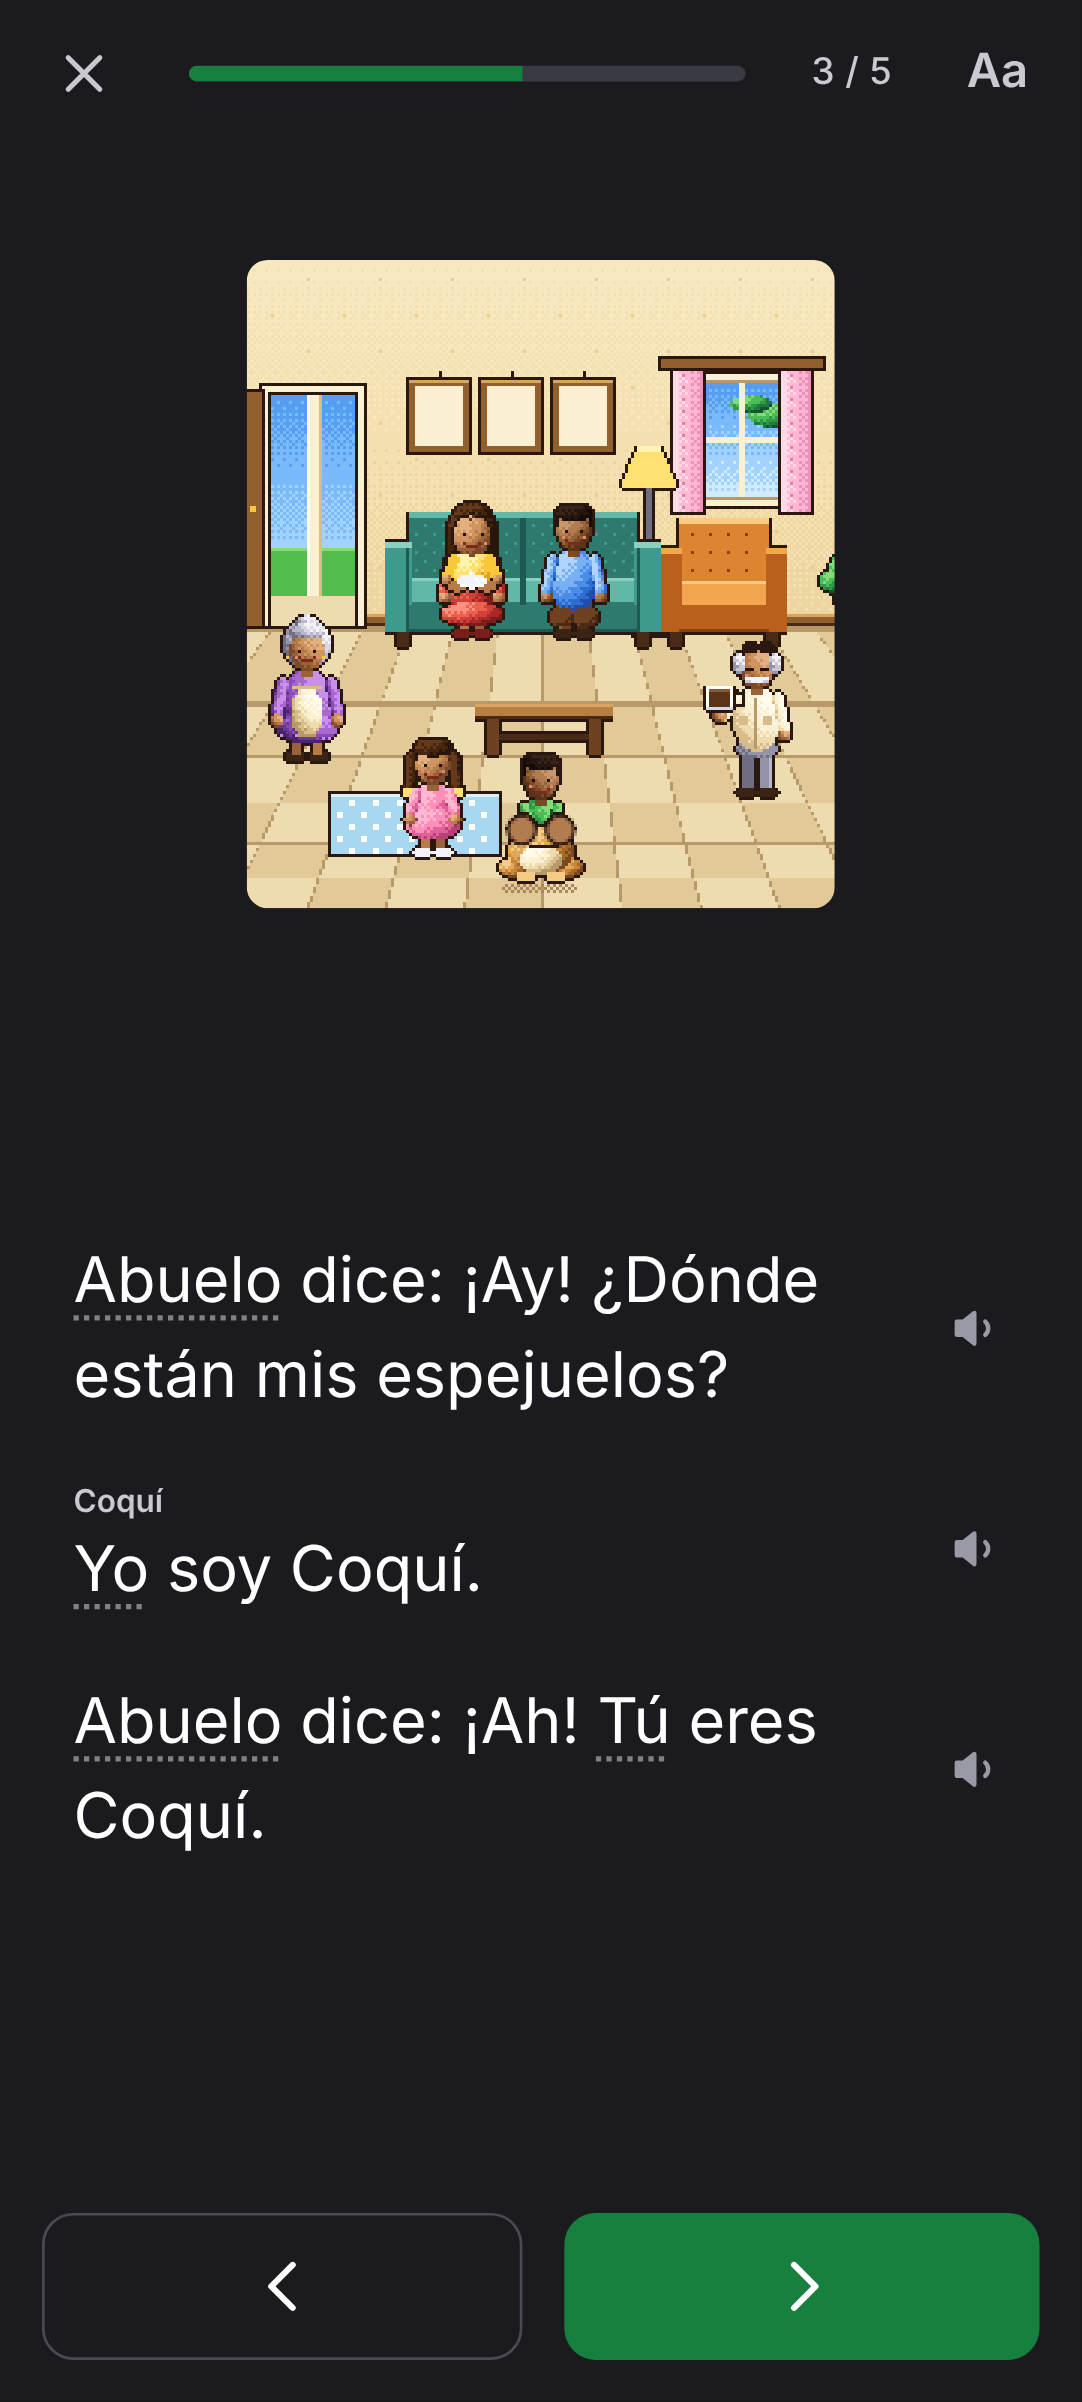 3 / 5
Aa
Abuelo dice: ¡Ay! ¿Dónde
están mis espejuelos?
Coquí
Yo soy Coquí.
Abuelo dice: ¡Ah! Tú eres
Coquí.